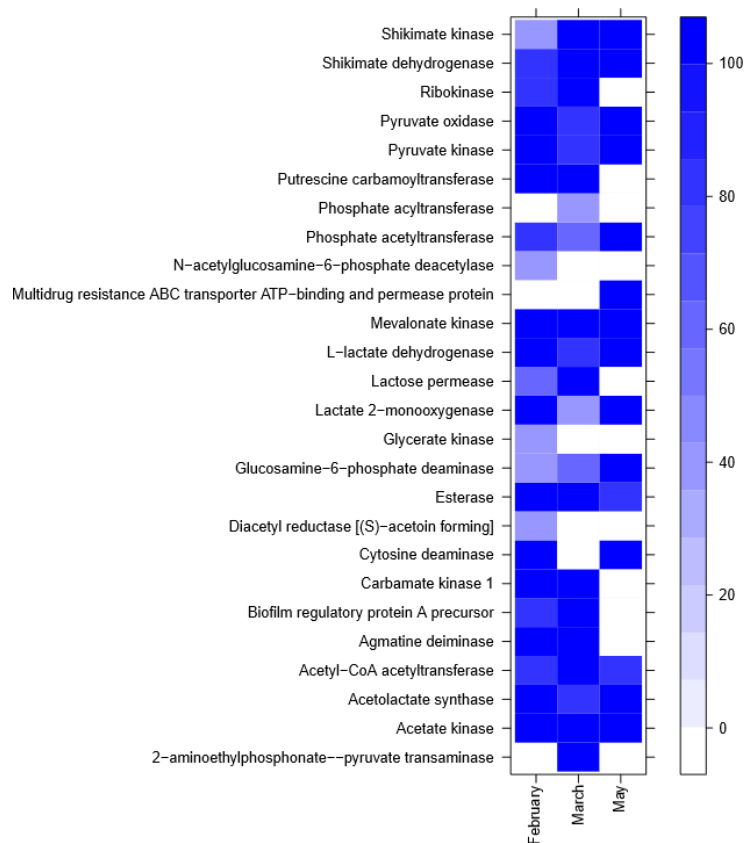 Shikimate kinase
Shikimate dehydrogenase
Ribokinase
Pyruvate oxidase
Pyruvate kinase
Putrescine carbamoyltransferase
Phosphate acyltransferase
Phosphate acetyltransferase
N−acetylglucosamine−6−phosphate deacetylase
Multidrug resistance ABC transporter ATP−binding and permease protein
Mevalonate kinase
L−lactate dehydrogenase
Lactose permease
Lactate 2−monooxygenase
Glycerate kinase
Glucosamine−6−phosphate deaminase
Esterase
Diacetyl reductase [(S)−acetoin forming]
Cytosine deaminase
Carbamate kinase 1
Biofilm regulatory protein A precursor
Agmatine deiminase
Acetyl−CoA acetyltransferase
Acetolactate synthase
Acetate kinase
2−aminoethylphosphonate−−pyruvate transaminase
February
March
May
100
80
60
40
20
0